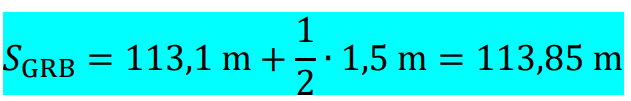 S_GRB = 113,1 m + 1/2 · 1,5 m = 113,85 m